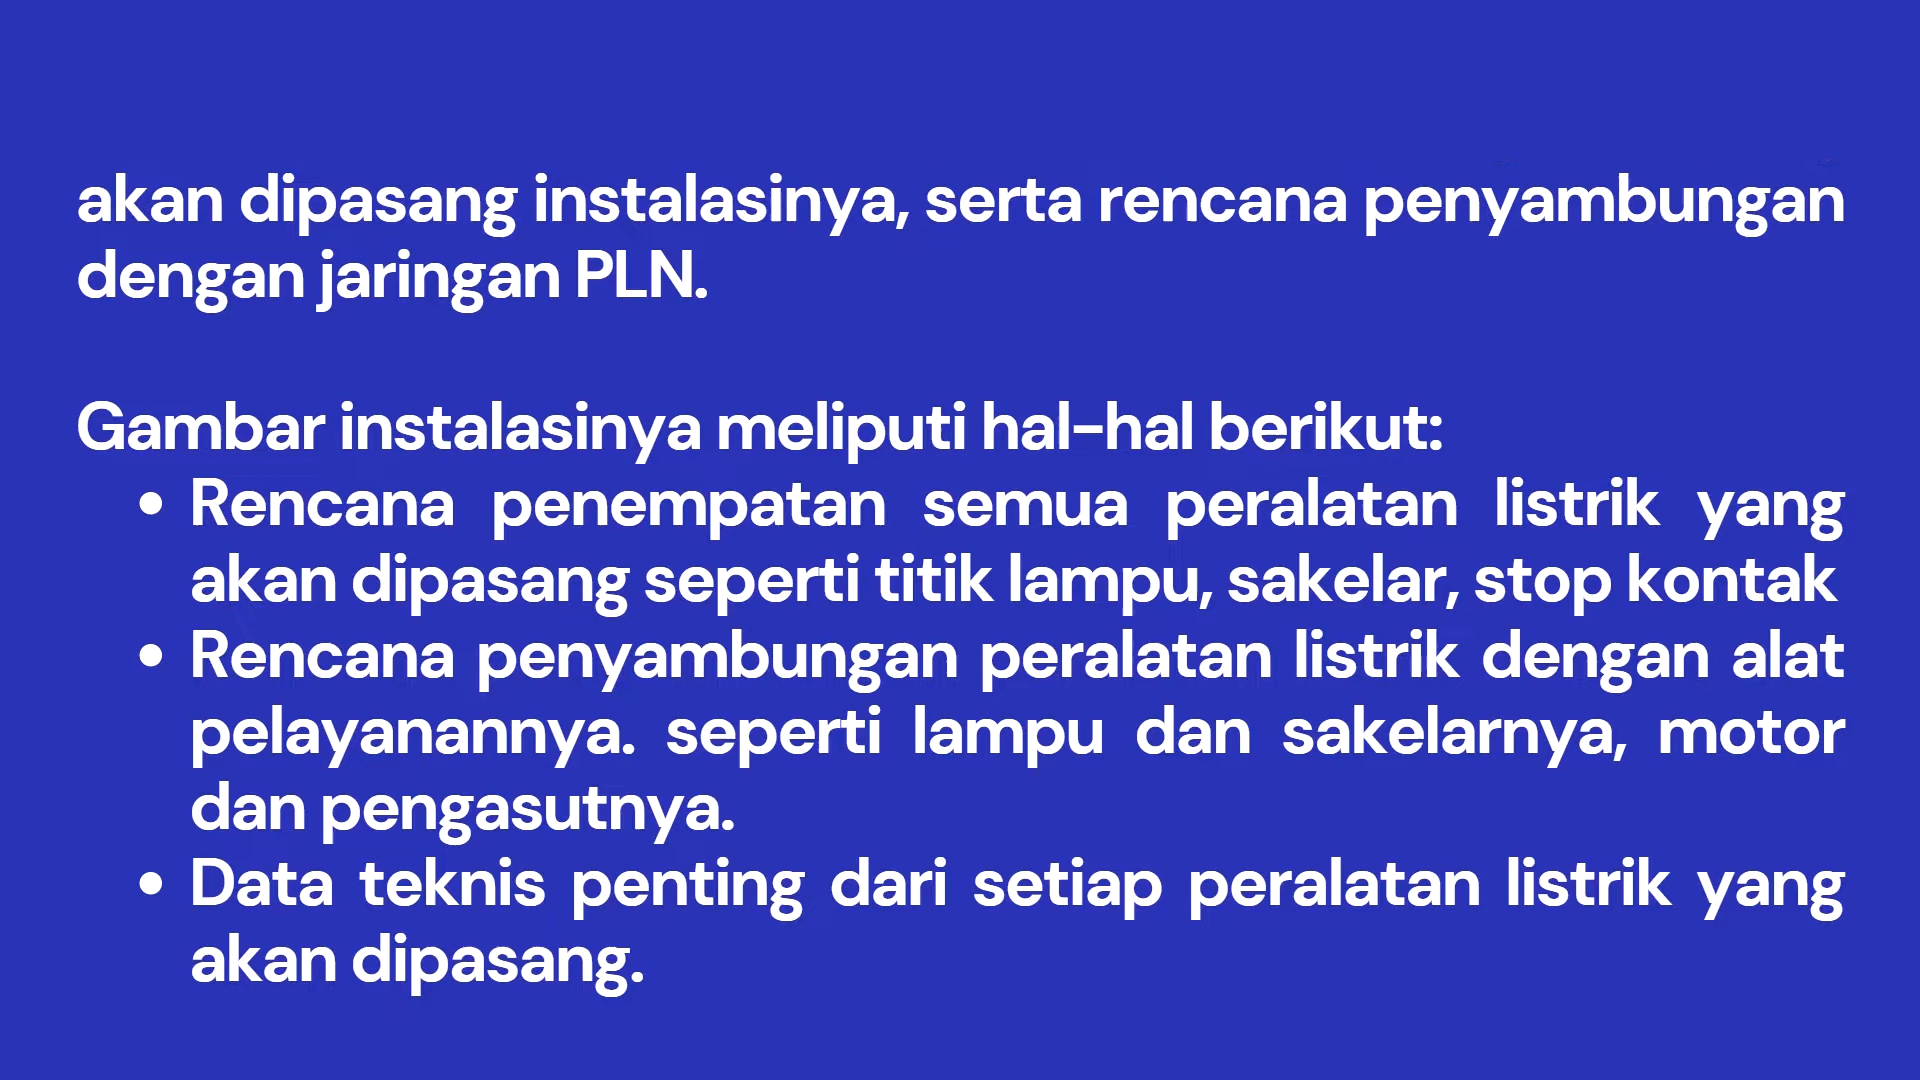 akan dipasang instalasinya, serta rencana penyambungan
dengan jaringan PLN.
Gambar instalasinya meliputi hal-hal berikut:
• Rencana penempatan semua peralatan listrik yang
akan dipasang seperti titik lampu, sakelar, stop kontak
• Rencana penyambungan peralatan listrik dengan alat
pelayanannya. seperti lampu dan sakelarnya, motor
dan pengasutnya.
• Data teknis penting dari setiap peralatan listrik yang
akan dipasang.